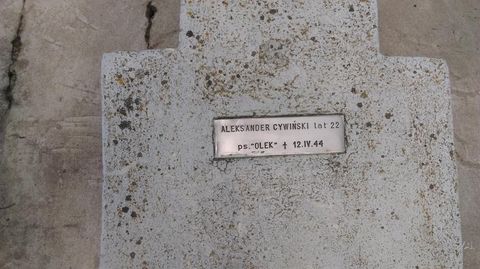 ALEKSANDER CYWIŃSKI lat 22
ps. "OLEK" † 12.IV.44